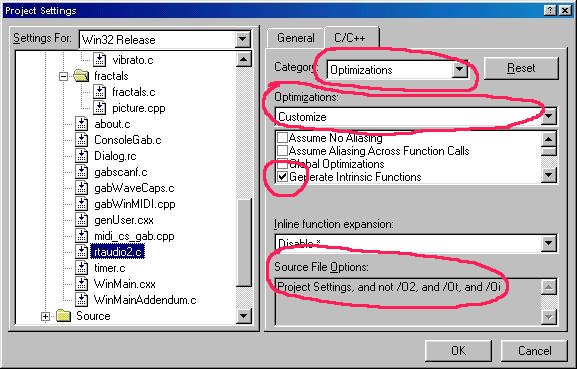 Project Settings
Settings For: Win32 Release
General C/C++
vibrato.c
fractals
fractals.c
picture.cpp
about.c
ConsoleGab.c
Dialog.rc
gabscanf.c
gabWaveCaps.c
gabWinMIDI.cpp
genUser.cxx
midi_cs_gab.cpp
rtaudio2.c
timer.c
WinMain.cxx
WinMainAddendum.c
Source
Category: Optimizations Reset
Optimizations:
Customize
Assume No Aliasing
Assume Aliasing Across Function Calls
Global Optimizations
Generate Intrinsic Functions
Inline function expansion:
Disable *
Source File Options:
Project Settings, and not /O2, and /Ot, and /Oi
OK Cancel